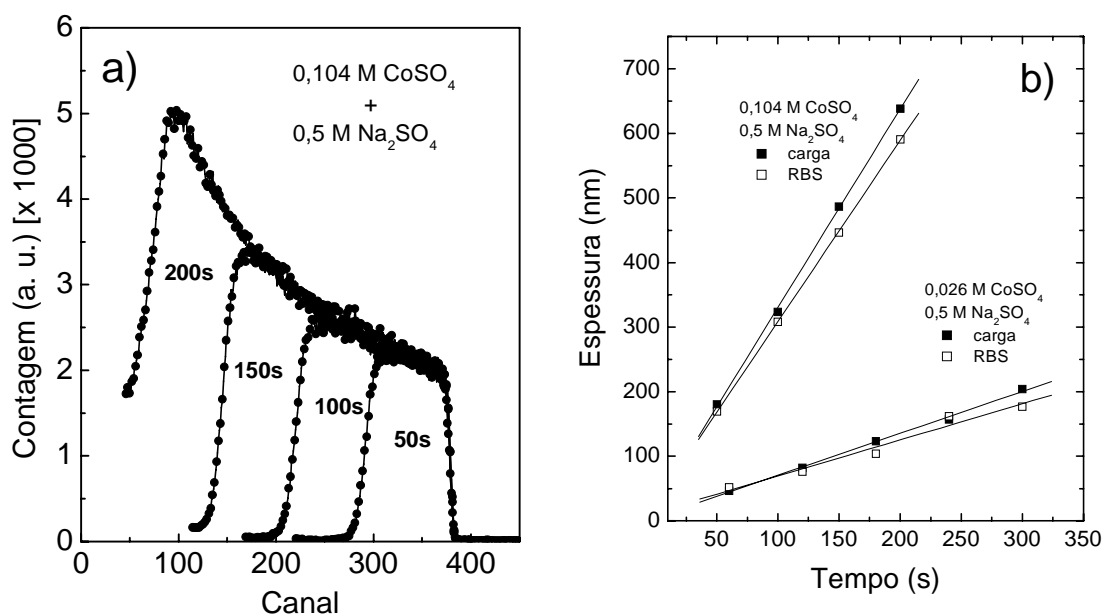 a)
0,104 M CoSO₄
+
0,5 M Na₂SO₄
Contagem (a. u.) [x 1000]
6
5
4
3
2
1
0
200s
150s
100s
50s
0 100 200 300 400
Canal
b)
Espessura (nm)
700
600
500
400
300
200
100
0
0,104 M CoSO₄
0,5 M Na₂SO₄
carga
RBS
0,026 M CoSO₄
0,5 M Na₂SO₄
carga
RBS
50 100 150 200 250 300 350
Tempo (s)